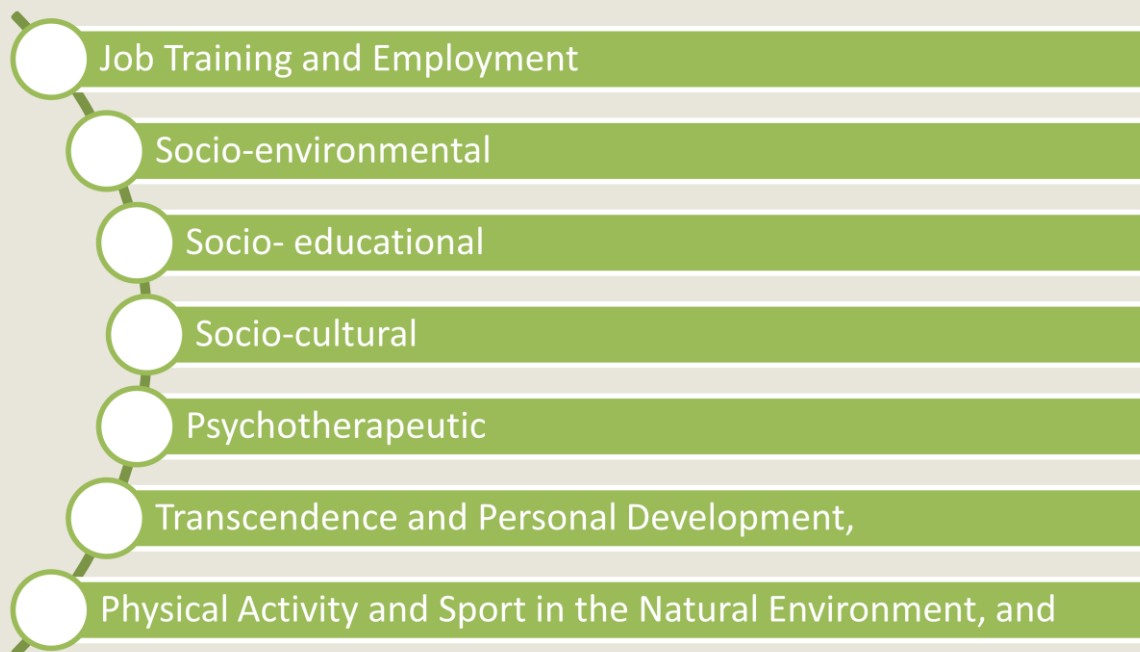 Job Training and Employment
Socio-environmental
Socio- educational
Socio-cultural
Psychotherapeutic
Transcendence and Personal Development,
Physical Activity and Sport in the Natural Environment, and